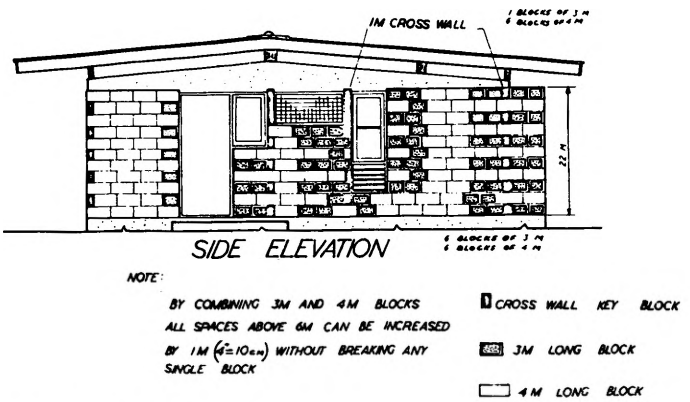 1 BLOCKS OF 3 M
6 BLOCKS OF 4 M
1M CROSS WALL
22 M
SIDE ELEVATION
6 BLOCKS OF 3 M
6 BLOCKS OF 4 M
NOTE:
BY COMBINING 3M AND 4M BLOCKS
ALL SPACES ABOVE 6M CAN BE INCREASED
BY 1M (4"=10cm) WITHOUT BREAKING ANY
SINGLE BLOCK
CROSS WALL KEY BLOCK
3M LONG BLOCK
4M LONG BLOCK